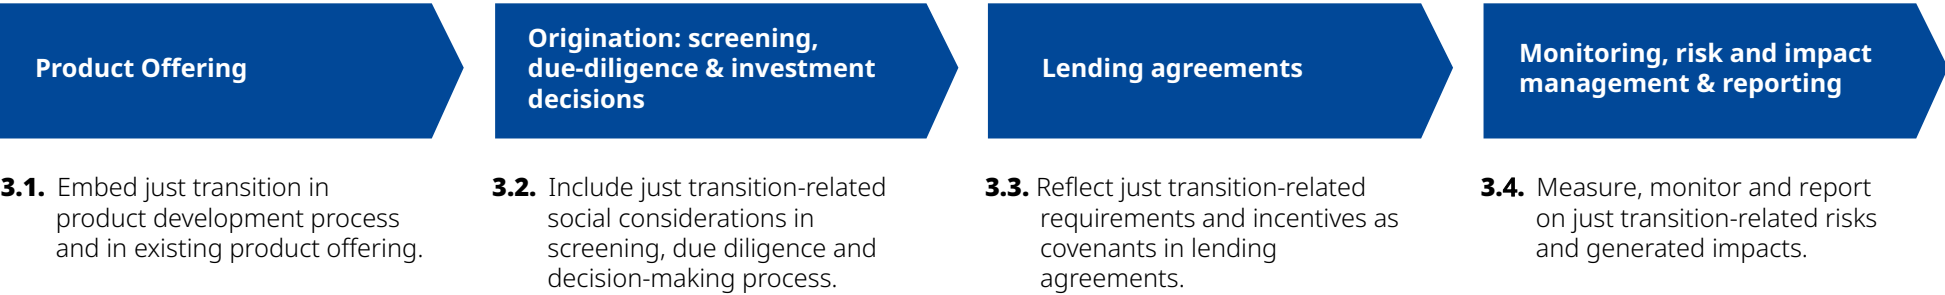 Product Offering
Origination: screening,
due-diligence & investment
decisions
Lending agreements
Monitoring, risk and impact
management & reporting
3.1. Embed just transition in
product development process
and in existing product offering.
3.2. Include just transition-related
social considerations in
screening, due diligence and
decision-making process.
3.3. Reflect just transition-related
requirements and incentives as
covenants in lending
agreements.
3.4. Measure, monitor and report
on just transition-related risks
and generated impacts.